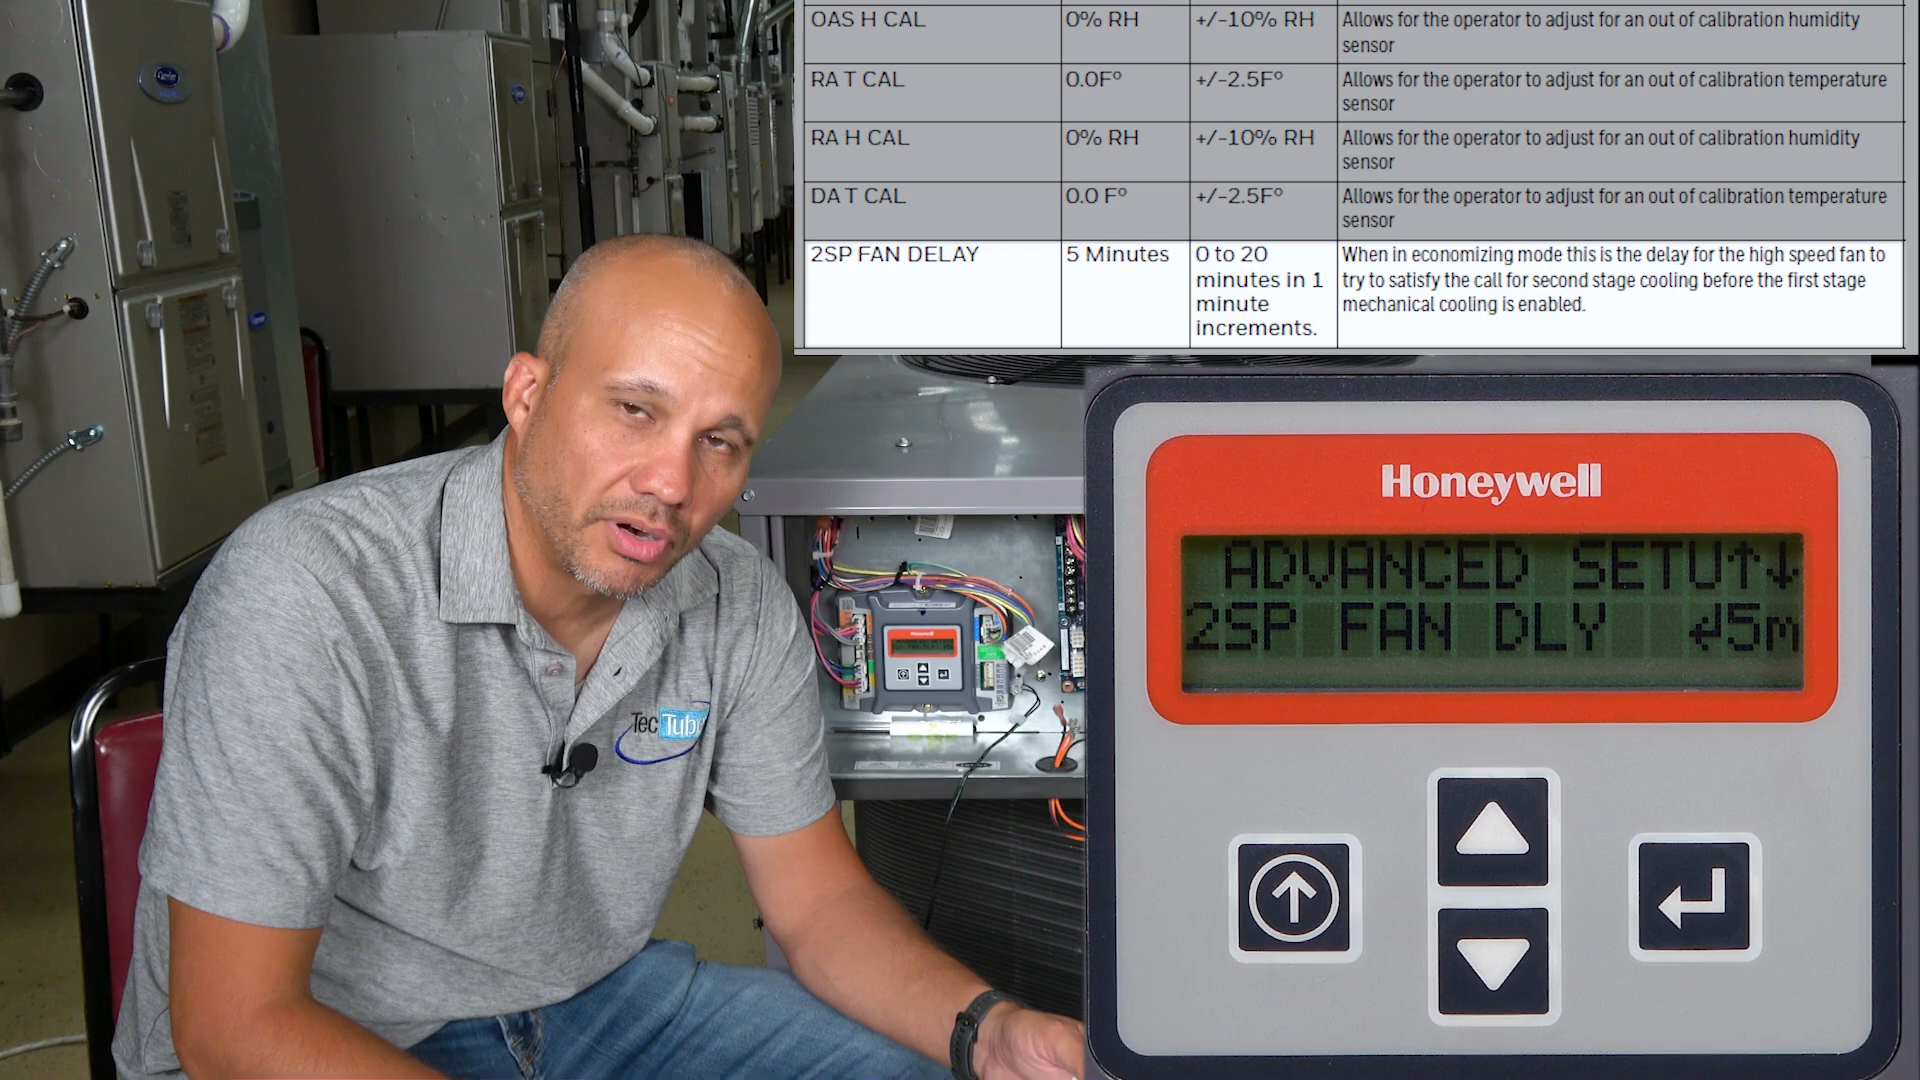 OAS H CAL 0% RH +/-10% RH Allows for the operator to adjust for an out of calibration humidity
sensor
RA T CAL 0.0F° +/-2.5F° Allows for the operator to adjust for an out of calibration temperature
sensor
RA H CAL 0% RH +/-10% RH Allows for the operator to adjust for an out of calibration humidity
sensor
DA T CAL 0.0 F° +/-2.5F° Allows for the operator to adjust for an out of calibration temperature
sensor
2SP FAN DELAY 5 Minutes 0 to 20 When in economizing mode this is the delay for the high speed fan to
minutes in 1 try to satisfy the call for second stage cooling before the first stage
minute mechanical cooling is enabled.
increments.
Honeywell
ADVANCED SETU↑↓
2SP FAN DLY ↵5m
TecTube
Carrier
Honeywell